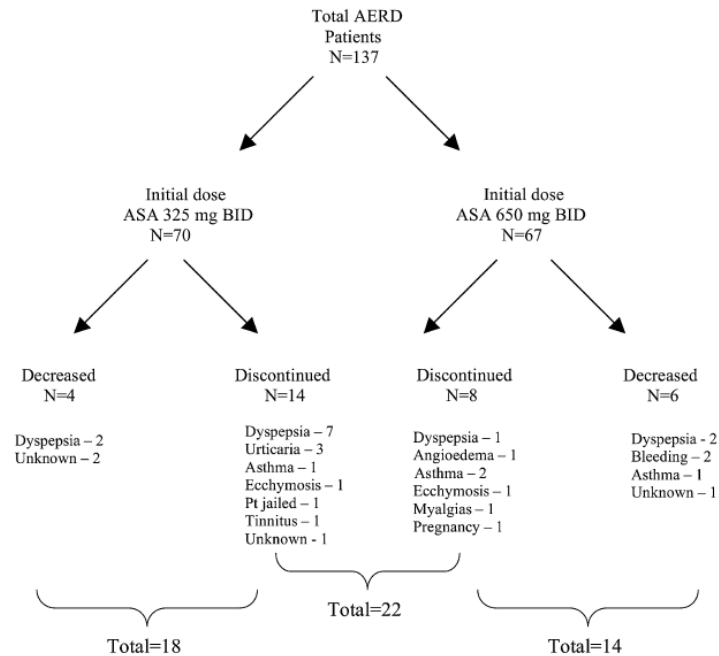 Total AERD
Patients
N=137
Initial dose
ASA 325 mg BID
N=70
Initial dose
ASA 650 mg BID
N=67
Decreased
N=4
Dyspepsia – 2
Unknown – 2
Discontinued
N=14
Dyspepsia – 7
Urticaria – 3
Asthma – 1
Ecchymosis – 1
Pt jailed – 1
Tinnitus – 1
Unknown - 1
Discontinued
N=8
Dyspepsia – 1
Angioedema – 1
Asthma – 2
Ecchymosis – 1
Myalgias – 1
Pregnancy – 1
Decreased
N=6
Dyspepsia - 2
Bleeding – 2
Asthma – 1
Unknown – 1
Total=18
Total=22
Total=14